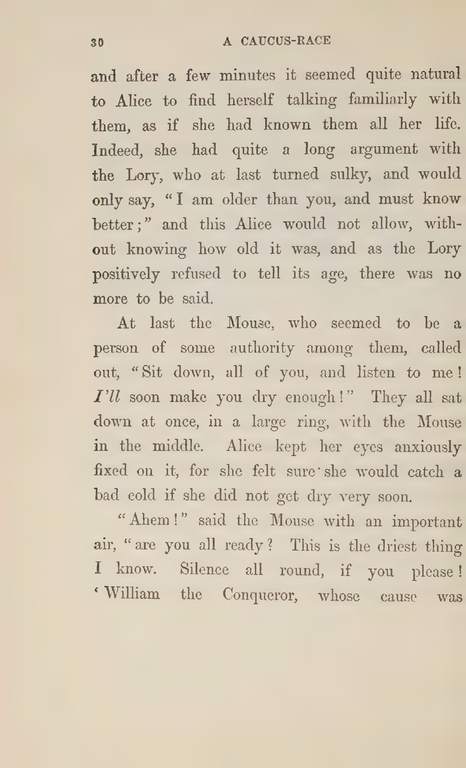 30 A CAUCUS-RACE
and after a few minutes it seemed quite natural
to Alice to find herself talking familiarly with
them, as if she had known them all her life.
Indeed, she had quite a long argument with
the Lory, who at last turned sulky, and would
only say, “I am older than you, and must know
better;” and this Alice would not allow, with-
out knowing how old it was, and as the Lory
positively refused to tell its age, there was no
more to be said.
At last the Mouse, who seemed to be a
person of some authority among them, called
out, “Sit down, all of you, and listen to me!
I’ll soon make you dry enough!” They all sat
down at once, in a large ring, with the Mouse
in the middle. Alice kept her eyes anxiously
fixed on it, for she felt sure she would catch a
bad cold if she did not get dry very soon.
“Ahem!” said the Mouse with an important
air, “are you all ready? This is the driest thing
I know. Silence all round, if you please!
‘William the Conqueror, whose cause was